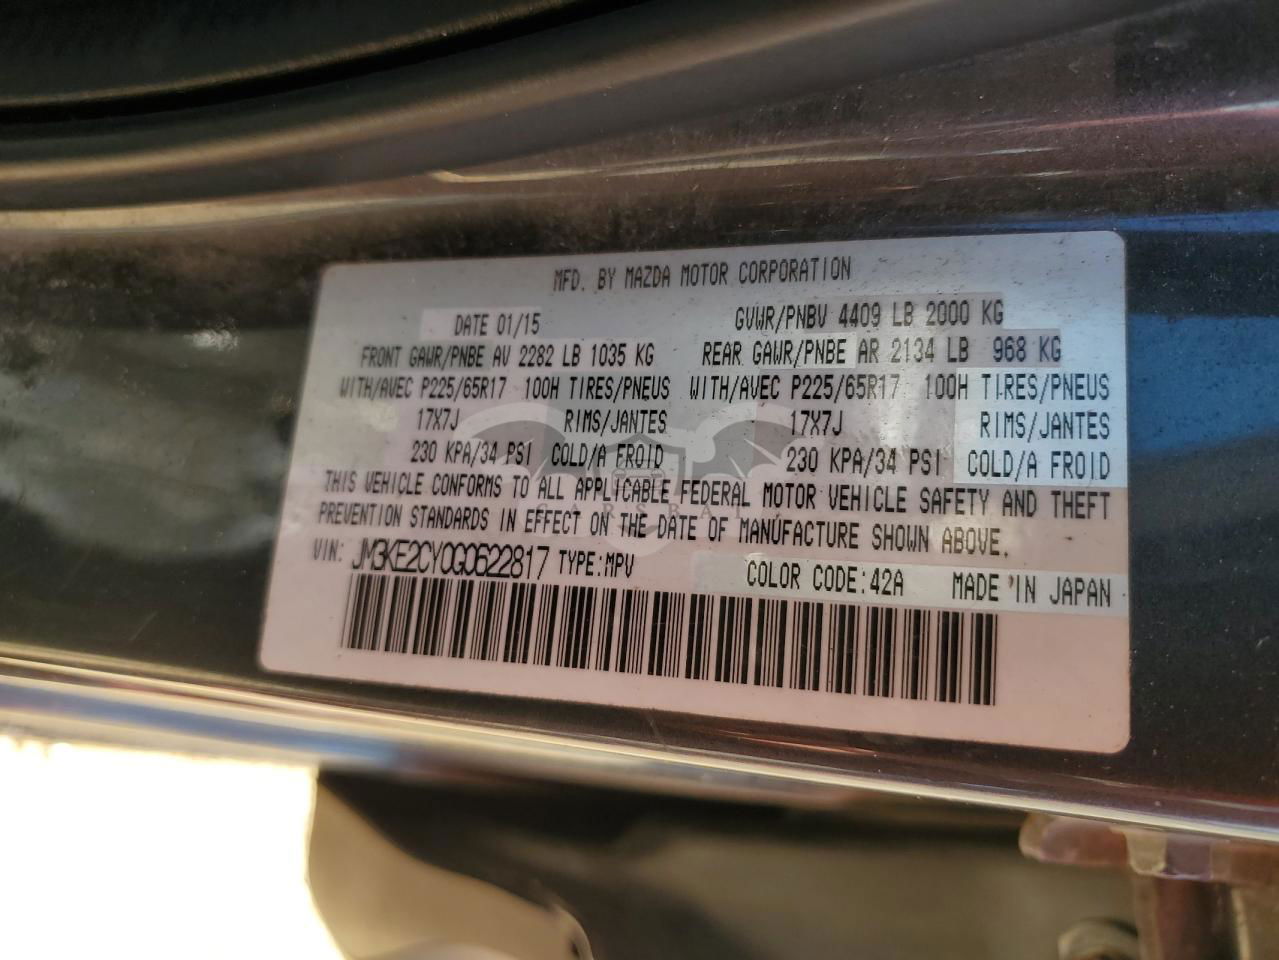 MFD. BY MAZDA MOTOR CORPORATION
DATE 01/15 GVWR/PNBV 4409 LB 2000 KG
FRONT GAWR/PNBE AV 2282 LB 1035 KG REAR GAWR/PNBE AR 2134 LB 968 KG
WITH/AVEC P225/65R17 100H TIRES/PNEUS WITH/AVEC P225/65R17 100H TIRES/PNEUS
17X7J RIMS/JANTES 17X7J RIMS/JANTES
230 KPA/34 PSI COLD/A FROID 230 KPA/34 PSI COLD/A FROID
THIS VEHICLE CONFORMS TO ALL APPLICABLE FEDERAL MOTOR VEHICLE SAFETY AND THEFT
PREVENTION STANDARDS IN EFFECT ON THE DATE OF MANUFACTURE SHOWN ABOVE.
VIN: JM3KE2CY0G0622817 TYPE:MPV COLOR CODE:42A MADE IN JAPAN